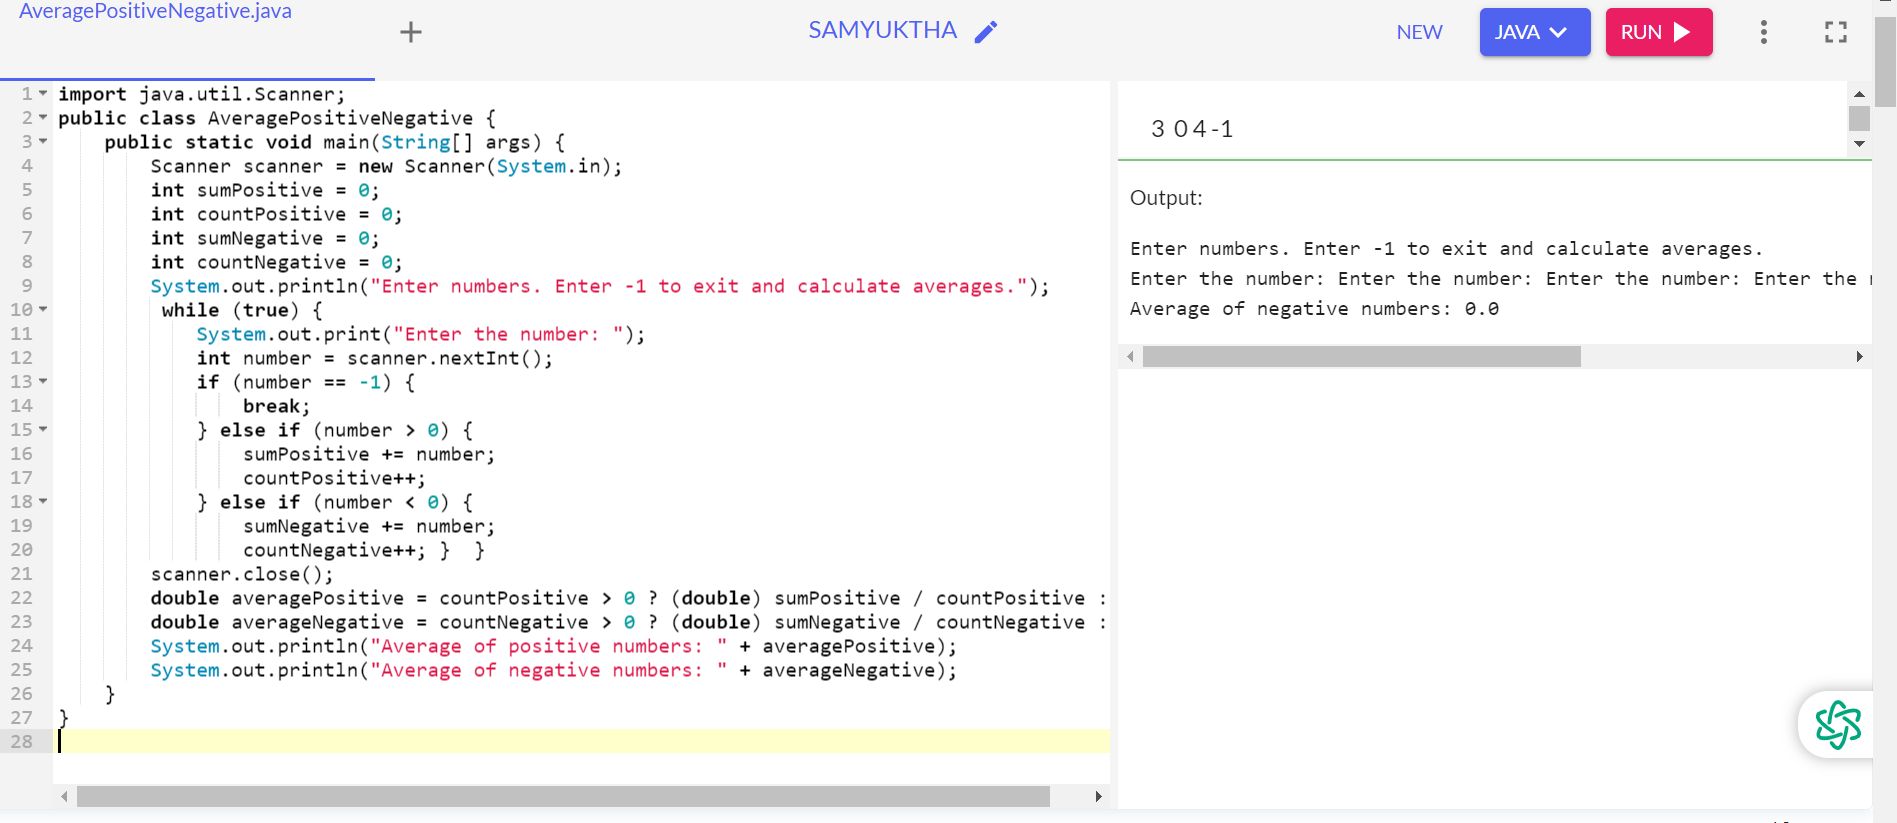 AveragePositiveNegative.java
+
SAMYUKTHA
NEW
JAVA
RUN
1 import java.util.Scanner;
2 public class AveragePositiveNegative {
3 public static void main(String[] args) {
4 Scanner scanner = new Scanner(System.in);
5 int sumPositive = 0;
6 int countPositive = 0;
7 int sumNegative = 0;
8 int countNegative = 0;
9 System.out.println("Enter numbers. Enter -1 to exit and calculate averages.");
10 while (true) {
11 System.out.print("Enter the number: ");
12 int number = scanner.nextInt();
13 if (number == -1) {
14 break;
15 } else if (number > 0) {
16 sumPositive += number;
17 countPositive++;
18 } else if (number < 0) {
19 sumNegative += number;
20 countNegative++; } }
21 scanner.close();
22 double averagePositive = countPositive > 0 ? (double) sumPositive / countPositive :
23 double averageNegative = countNegative > 0 ? (double) sumNegative / countNegative :
24 System.out.println("Average of positive numbers: " + averagePositive);
25 System.out.println("Average of negative numbers: " + averageNegative);
26 }
27 }
28
3 0 4 -1
Output:
Enter numbers. Enter -1 to exit and calculate averages.
Enter the number: Enter the number: Enter the number: Enter the
Average of negative numbers: 0.0